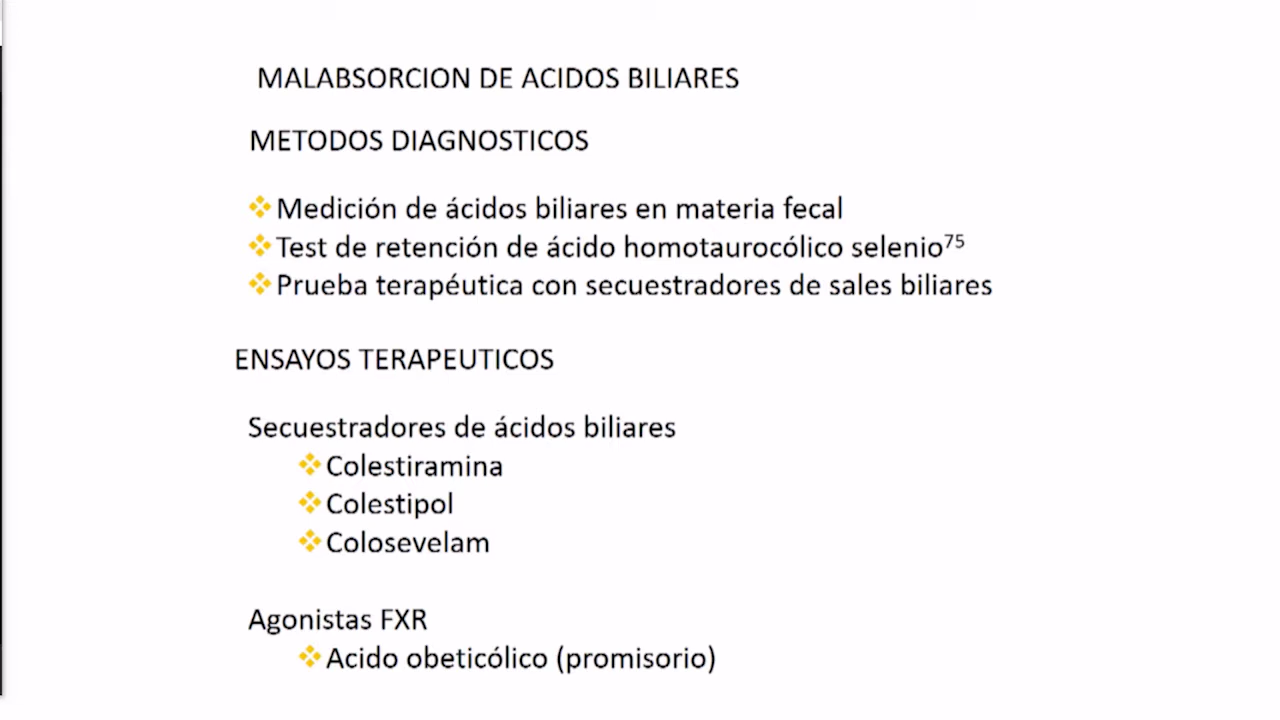 MALABSORCION DE ACIDOS BILIARES
METODOS DIAGNOSTICOS
❖Medición de ácidos biliares en materia fecal
❖Test de retención de ácido homotaurocólico selenio⁷⁵
❖Prueba terapéutica con secuestradores de sales biliares
ENSAYOS TERAPEUTICOS
Secuestradores de ácidos biliares
❖Colestiramina
❖Colestipol
❖Colosevelam
Agonistas FXR
❖Acido obeticólico (promisorio)